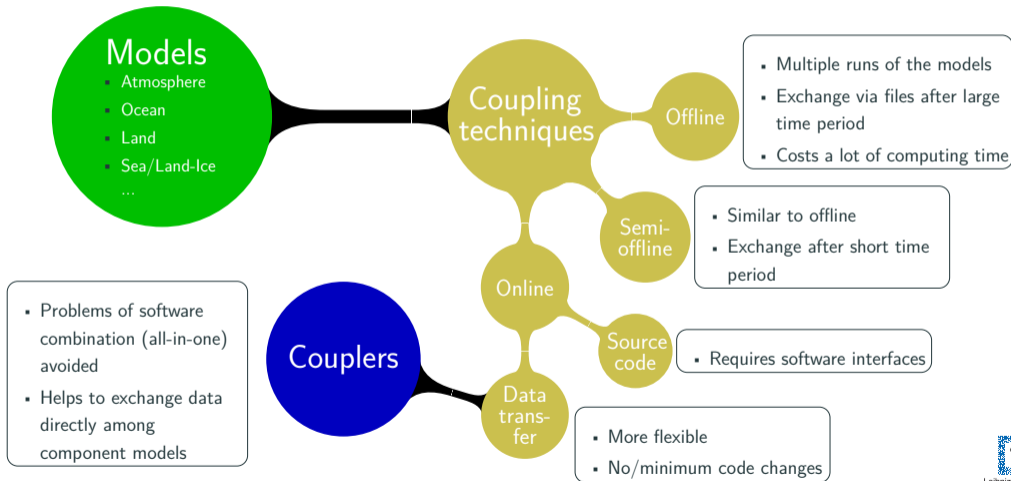 Models
▪ Atmosphere
▪ Ocean
▪ Land
▪ Sea/Land-Ice
...
Coupling
techniques
Offline
▪ Multiple runs of the models
▪ Exchange via files after large
time period
▪ Costs a lot of computing time
Semi-
offline
▪ Similar to offline
▪ Exchange after short time
period
Online
Source
code
▪ Requires software interfaces
Data
trans-
fer
▪ More flexible
▪ No/minimum code changes
Couplers
▪ Problems of software
combination (all-in-one)
avoided
▪ Helps to exchange data
directly among
component models